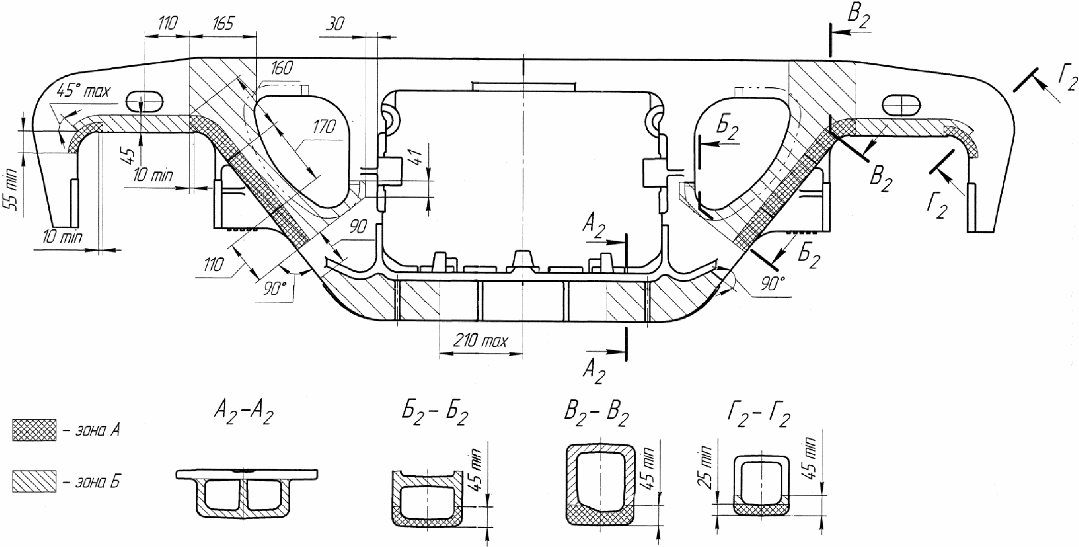 110
165
30
В₂
160
Г₂
45° max
170
Б₂
41
45
10 min
55 min
В₂
Г₂
10 min
90
А₂
110
Б₂
90°
90°
210 max
А₂
А₂–А₂
Б₂– Б₂
В₂– В₂
Г₂– Г₂
– зона А
– зона Б
45 min
45 min
25 min
45 min